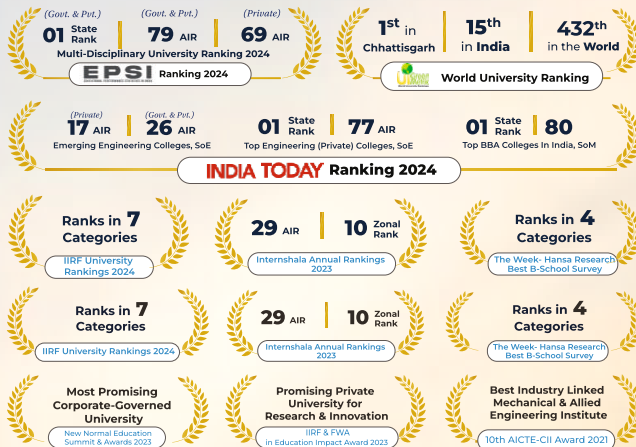 (Govt. & Pvt.) (Govt. & Pvt.) (Private)
01 State Rank 79 AIR 69 AIR
Multi-Disciplinary University Ranking 2024
EPSI Ranking 2024
1st in Chhattisgarh 15th in India 432th in the World
UI Green Metric World University Ranking
(Private) (Govt. & Pvt.)
17 AIR 26 AIR
Emerging Engineering Colleges, SoE
01 State Rank 77 AIR
Top Engineering (Private) Colleges, SoE
01 State Rank 80
Top BBA Colleges In India, SoM
INDIA TODAY Ranking 2024
Ranks in 7
Categories
IIRF University
Rankings 2024
29 AIR 10 Zonal Rank
Internshala Annual Rankings
2023
Ranks in 4
Categories
The Week- Hansa Research
Best B-School Survey
Ranks in 7
Categories
IIRF University Rankings 2024
29 AIR 10 Zonal Rank
Internshala Annual Rankings
2023
Ranks in 4
Categories
The Week- Hansa Research
Best B-School Survey
Most Promising
Corporate-Governed
University
New Normal Education
Summit & Awards 2023
Promising Private
University for
Research & Innovation
IIRF & FWA
in Education Impact Award 2023
Best Industry Linked
Mechanical & Allied
Engineering Institute
10th AICTE-CII Award 2021